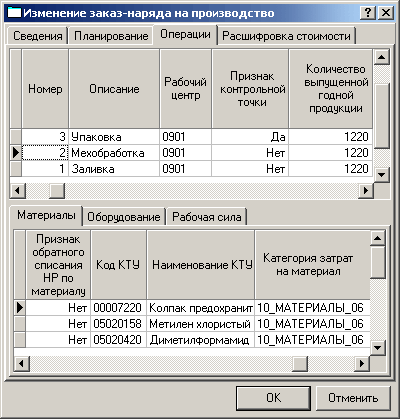 Изменение заказ-наряда на производство
Сведения Планирование Операции Расшифровка стоимости
Номер Описание Рабочий центр Признак контрольной точки Количество выпущенной годной продукции
3 Упаковка 0901 Да 1220
2 Мехобработка 0901 Нет 1220
1 Заливка 0901 Нет 1220
Материалы Оборудование Рабочая сила
Признак обратного списания НР по материалу Код КТУ Наименование КТУ Категория затрат на материал
Нет 00007220 Колпак предохранит 10_МАТЕРИАЛЫ_06
Нет 05020158 Метилен хлористый 10_МАТЕРИАЛЫ_06
Нет 05020420 Диметилформамид 10_МАТЕРИАЛЫ_06
OK Отменить